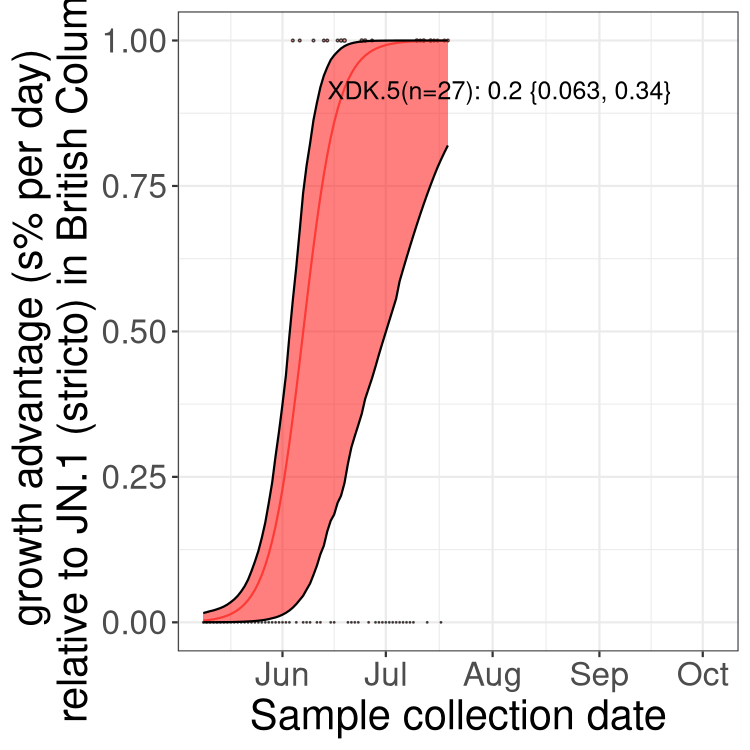 growth advantage (s% per day)
relative to JN.1 (stricto) in British Colum
1.00
0.75
0.50
0.25
0.00
XDK.5(n=27): 0.2 {0.063, 0.34}
Jun Jul Aug Sep Oct
Sample collection date